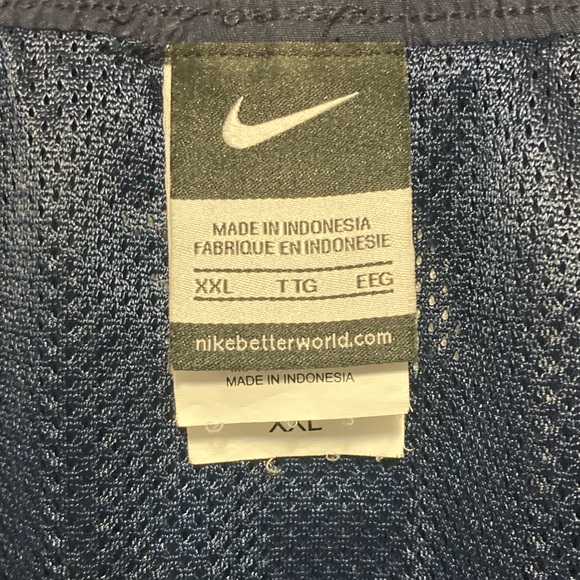 MADE IN INDONESIA
FABRIQUE EN INDONESIE
XXL TTG EEG
nikebetterworld.com
MADE IN INDONESIA
XXL